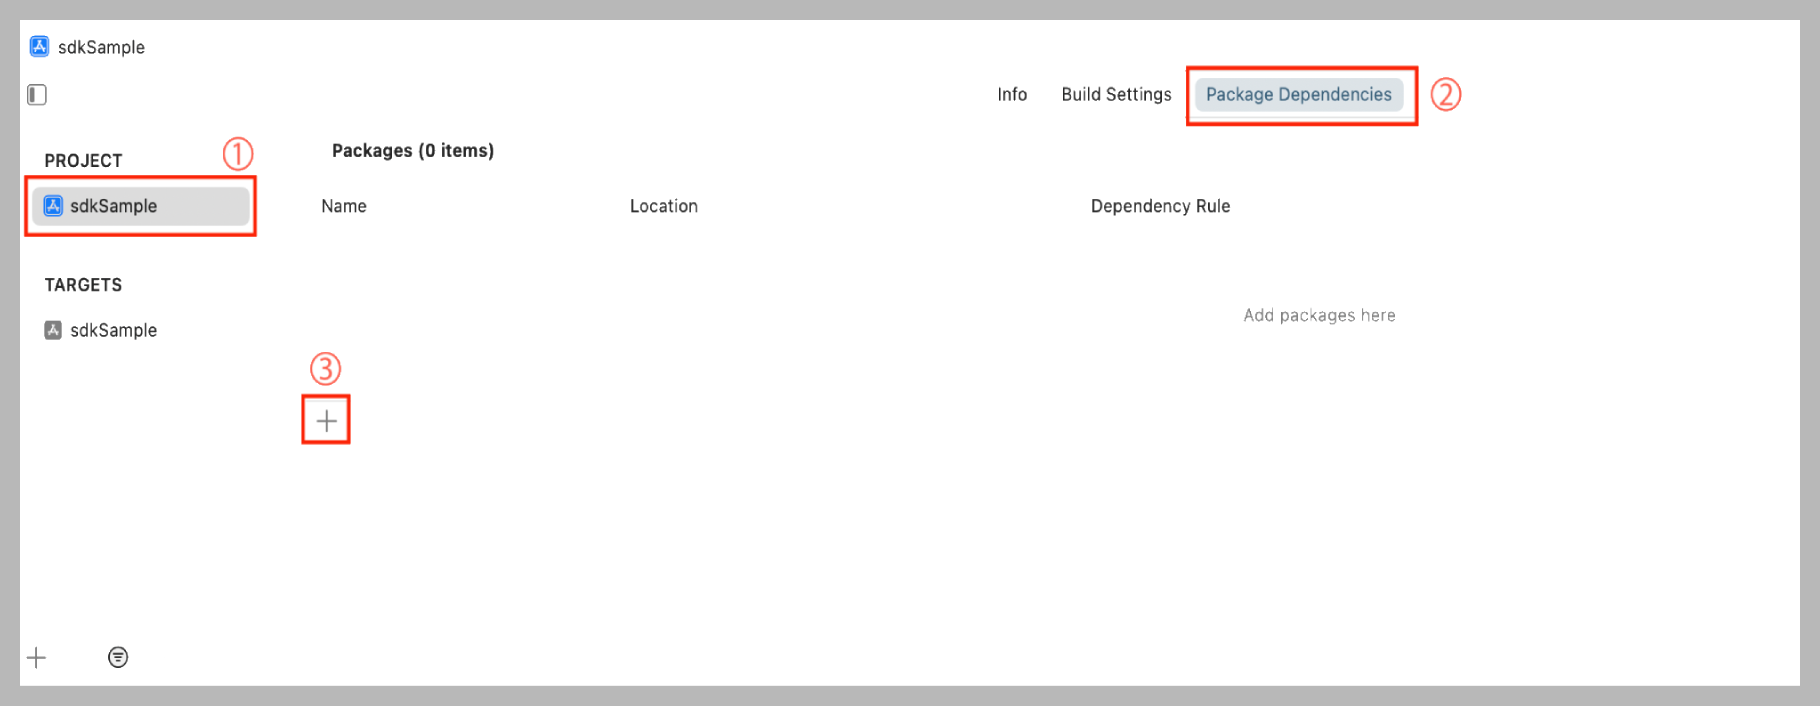 sdkSample
Info Build Settings Package Dependencies ②
PROJECT ①
Packages (0 items)
sdkSample
Name Location Dependency Rule
TARGETS
Add packages here
sdkSample
③